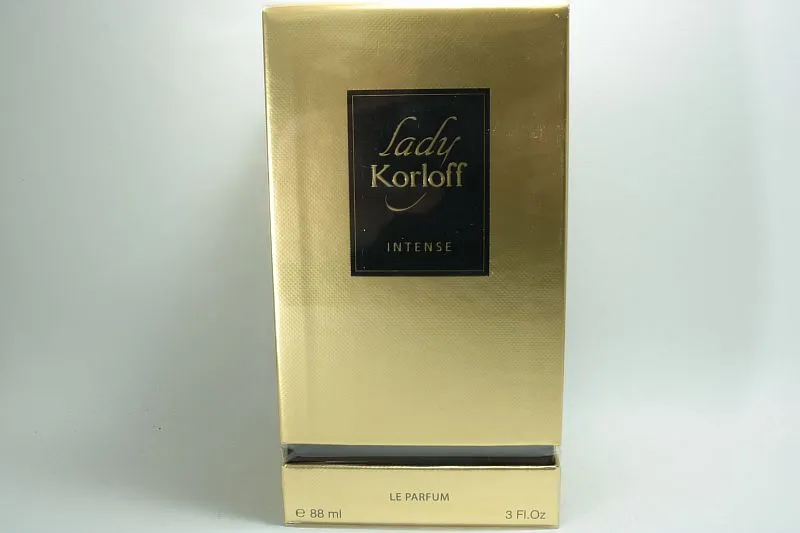 lady
Korloff
INTENSE
LE PARFUM
℮ 88 ml 3 Fl.Oz